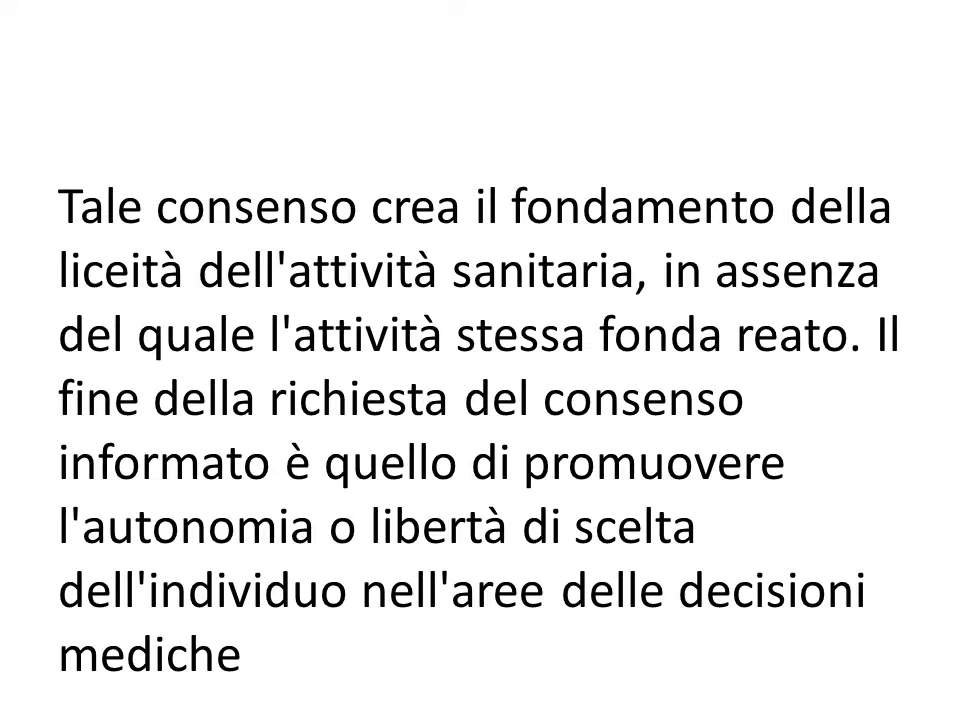 Tale consenso crea il fondamento della
liceità dell'attività sanitaria, in assenza
del quale l'attività stessa fonda reato. Il
fine della richiesta del consenso
informato è quello di promuovere
l'autonomia o libertà di scelta
dell'individuo nell'aree delle decisioni
mediche